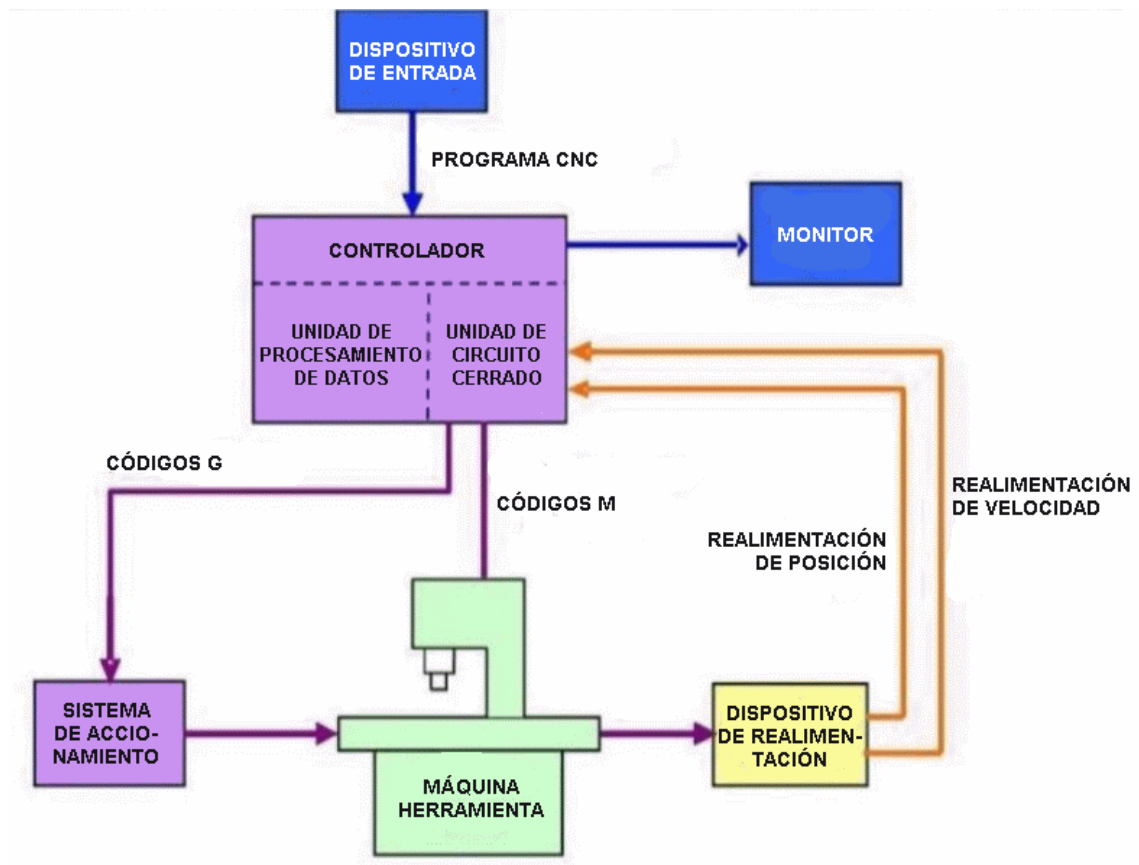 DISPOSITIVO
DE ENTRADA
PROGRAMA CNC
MONITOR
CONTROLADOR
UNIDAD DE
PROCESAMIENTO
DE DATOS
UNIDAD DE
CIRCUITO
CERRADO
CÓDIGOS G
CÓDIGOS M
REALIMENTACIÓN
DE VELOCIDAD
REALIMENTACIÓN
DE POSICIÓN
SISTEMA
DE ACCIO-
NAMIENTO
MÁQUINA
HERRAMIENTA
DISPOSITIVO
DE REALIMEN-
TACIÓN